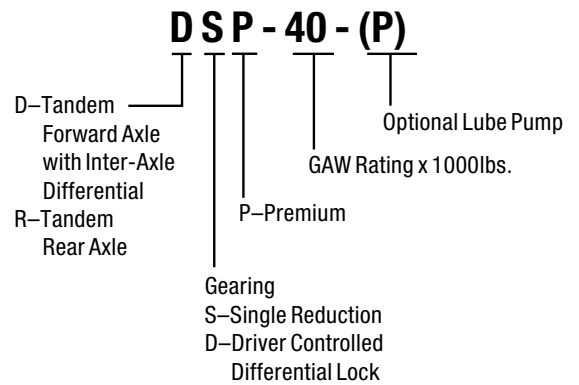 D S P - 40 - (P)
D–Tandem
Forward Axle
with Inter-Axle
Differential
R–Tandem
Rear Axle
Optional Lube Pump
GAW Rating x 1000lbs.
P–Premium
Gearing
S–Single Reduction
D–Driver Controlled
Differential Lock